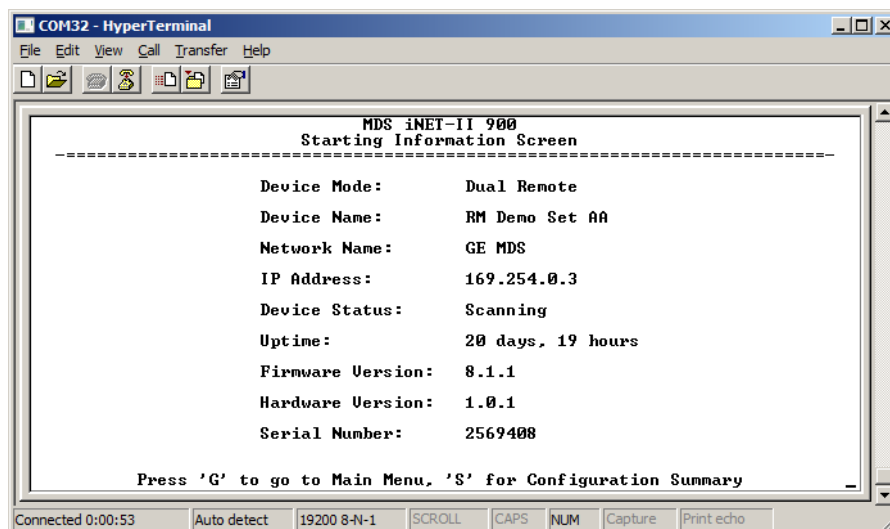 COM32 - HyperTerminal
File Edit View Call Transfer Help
MDS iNET-II 900
Starting Information Screen
-==============================================================================-
Device Mode: Dual Remote
Device Name: RM Demo Set AA
Network Name: GE MDS
IP Address: 169.254.0.3
Device Status: Scanning
Uptime: 20 days, 19 hours
Firmware Version: 8.1.1
Hardware Version: 1.0.1
Serial Number: 2569408
Press 'G' to go to Main Menu, 'S' for Configuration Summary _
Connected 0:00:53 Auto detect 19200 8-N-1 SCROLL CAPS NUM Capture Print echo